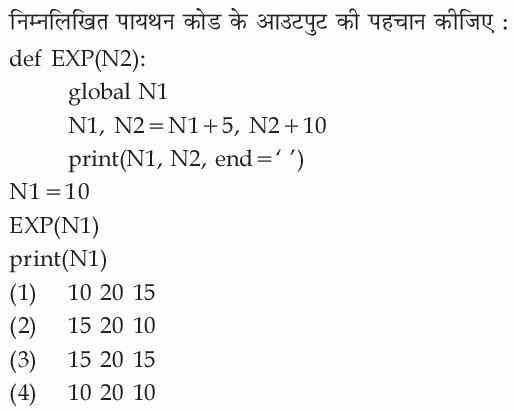 निम्नलिखित पायथन कोड के आउटपुट की पहचान कीजिए :
def EXP(N2):
global N1
N1, N2=N1+5, N2+10
print(N1, N2, end=‘ ’)
N1=10
EXP(N1)
print(N1)
(1) 10 20 15
(2) 15 20 10
(3) 15 20 15
(4) 10 20 10